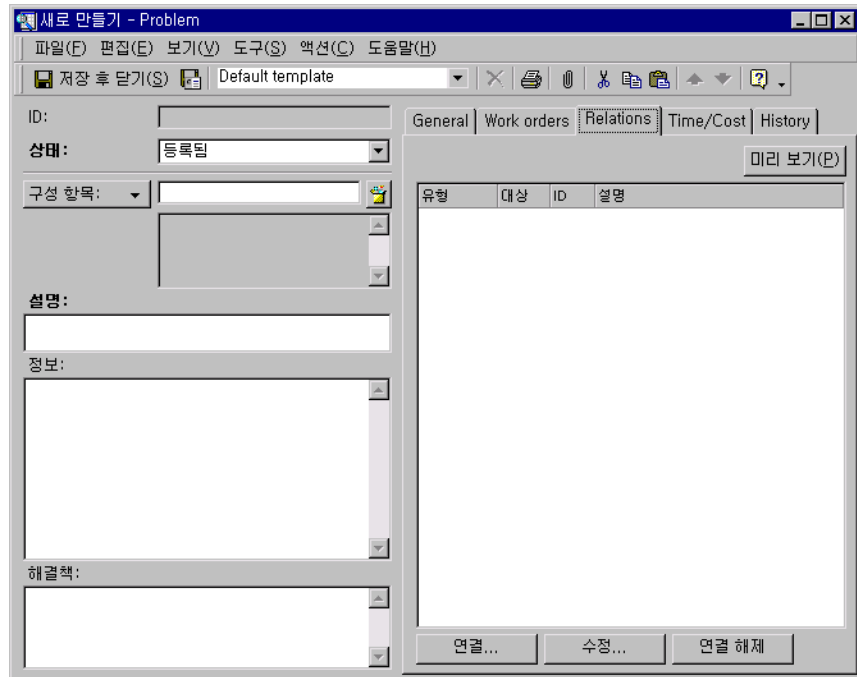 새로 만들기 - Problem
파일(F) 편집(E) 보기(V) 도구(S) 액션(C) 도움말(H)
저장 후 닫기(S) Default template
ID:
상태: 등록됨
구성 항목:
설명:
정보:
해결책:
General Work orders Relations Time/Cost History
미리 보기(P)
유형 대상 ID 설명
연결... 수정... 연결 해제